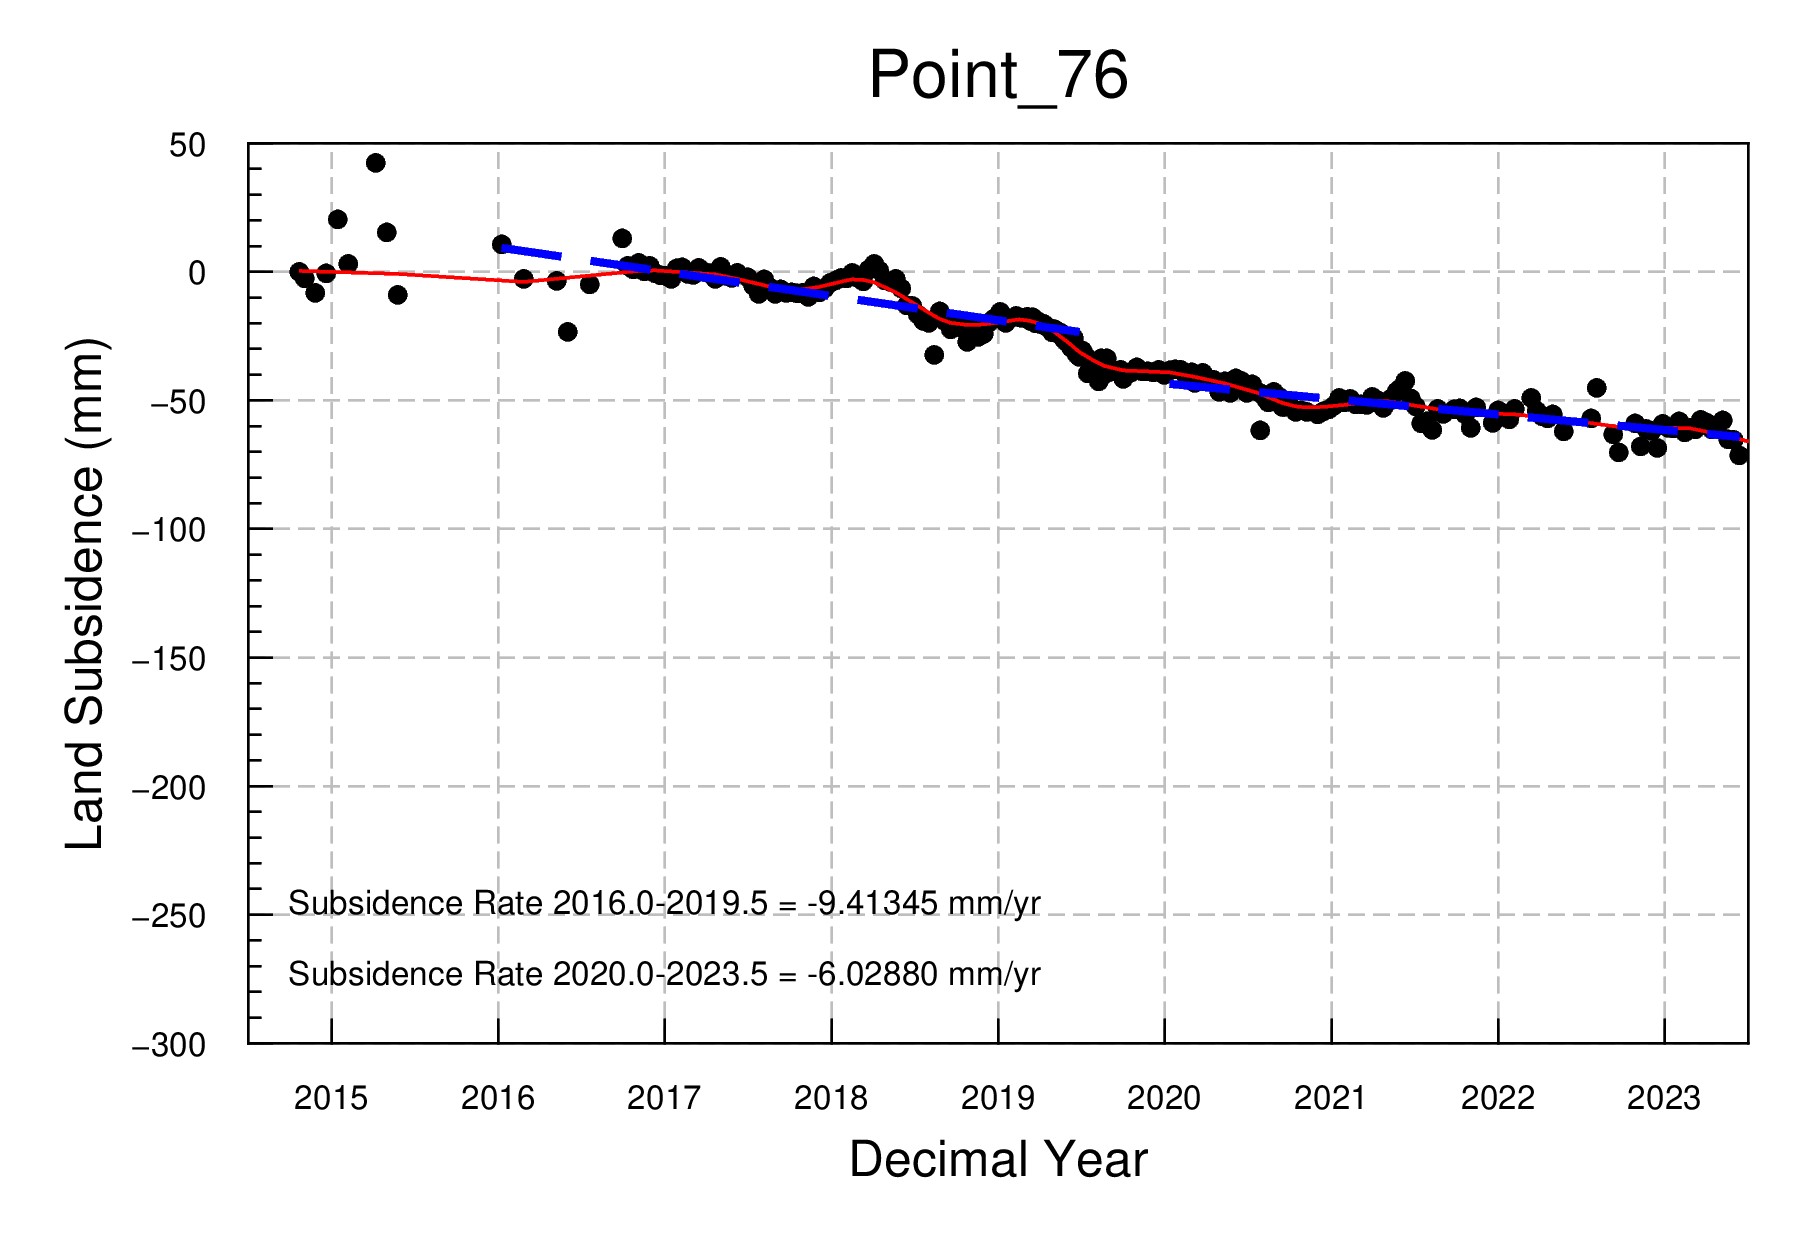 Point_76
50
0
−50
−100
−150
−200
−250
−300
Land Subsidence (mm)
Subsidence Rate 2016.0-2019.5 = -9.41345 mm/yr
Subsidence Rate 2020.0-2023.5 = -6.02880 mm/yr
2015 2016 2017 2018 2019 2020 2021 2022 2023
Decimal Year